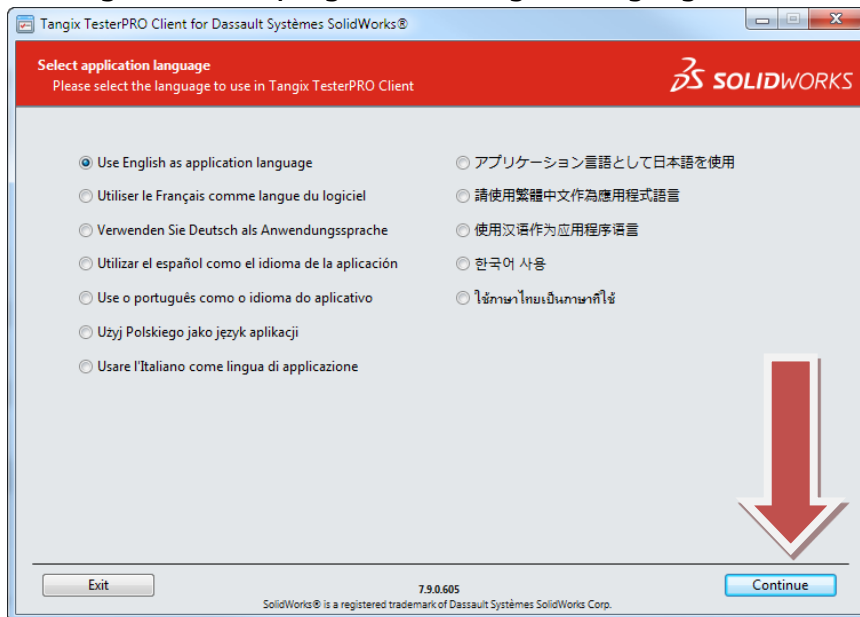 Tangix TesterPRO Client for Dassault Systèmes SolidWorks®
Select application language
Please select the language to use in Tangix TesterPRO Client
SOLIDWORKS
Use English as application language
Utiliser le Français comme langue du logiciel
Verwenden Sie Deutsch als Anwendungssprache
Utilizar el español como el idioma de la aplicación
Use o português como o idioma do aplicativo
Użyj Polskiego jako język aplikacji
Usare l'Italiano come lingua di applicazione
アプリケーション言語として日本語を使用
請使用繁體中文作為應用程式語言
使用汉语作为应用程序语言
한국어 사용
ใช้ภาษาไทยเป็นภาษาที่ใช้
Exit
7.9.0.605
SolidWorks® is a registered trademark of Dassault Systèmes SolidWorks Corp.
Continue